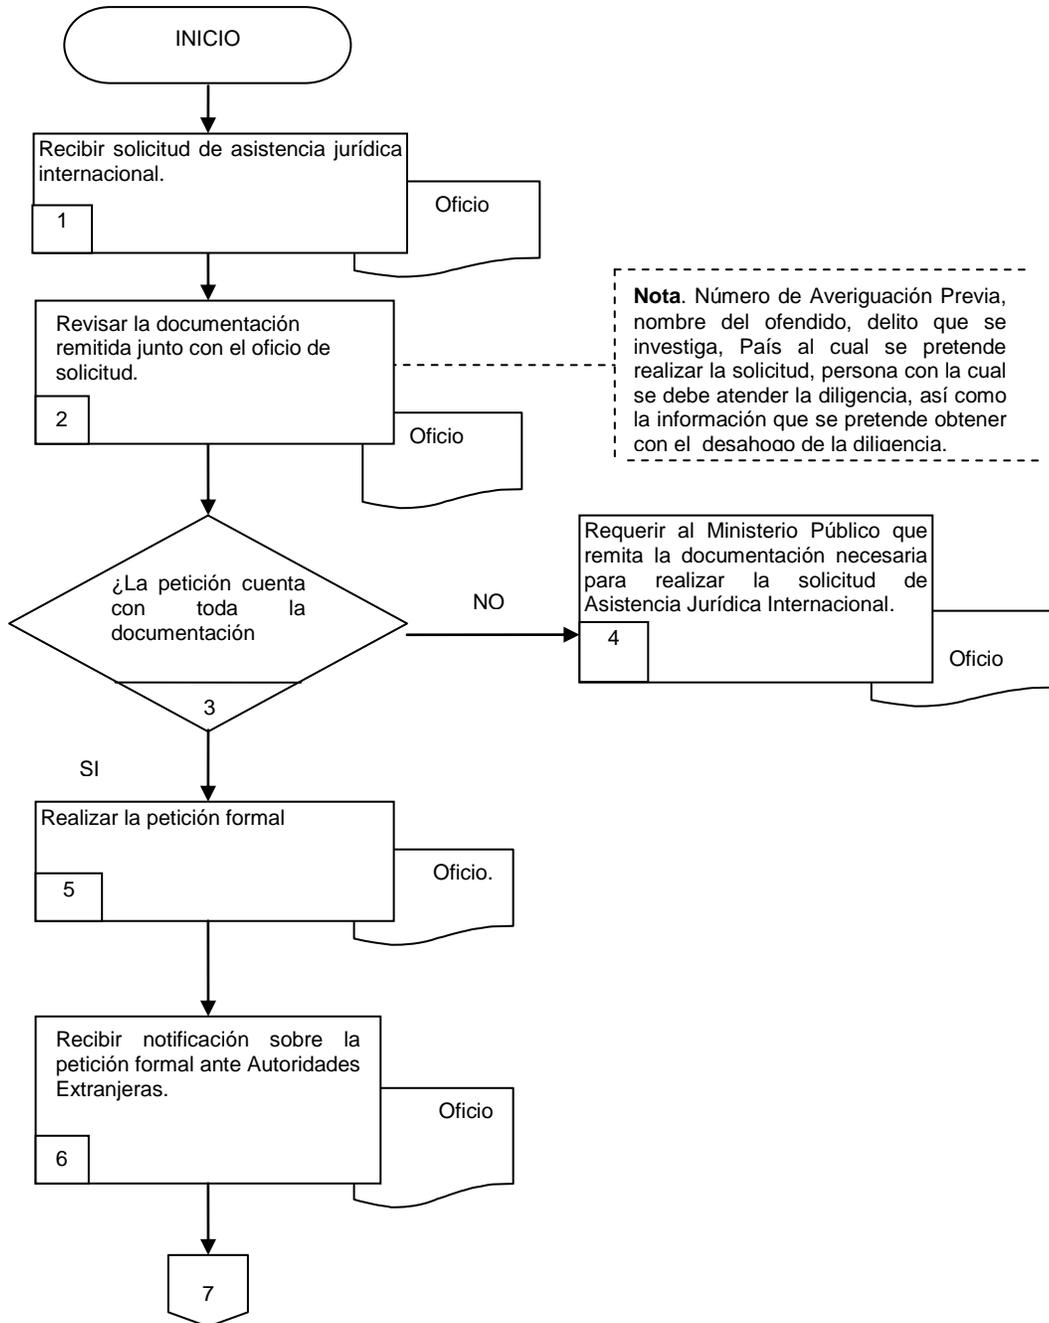 INICIO
Recibir solicitud de asistencia jurídica
internacional.
1
Oficio
Revisar la documentación
remitida junto con el oficio de
solicitud.
2
Oficio
Nota. Número de Averiguación Previa,
nombre del ofendido, delito que se
investiga, País al cual se pretende
realizar la solicitud, persona con la cual
se debe atender la diligencia, así como
la información que se pretende obtener
con el desahogo de la diligencia.
¿La petición cuenta
con toda la
documentación
3
NO
Requerir al Ministerio Público que
remita la documentación necesaria
para realizar la solicitud de
Asistencia Jurídica Internacional.
4
Oficio
SI
Realizar la petición formal
5
Oficio.
Recibir notificación sobre la
petición formal ante Autoridades
Extranjeras.
6
Oficio
7